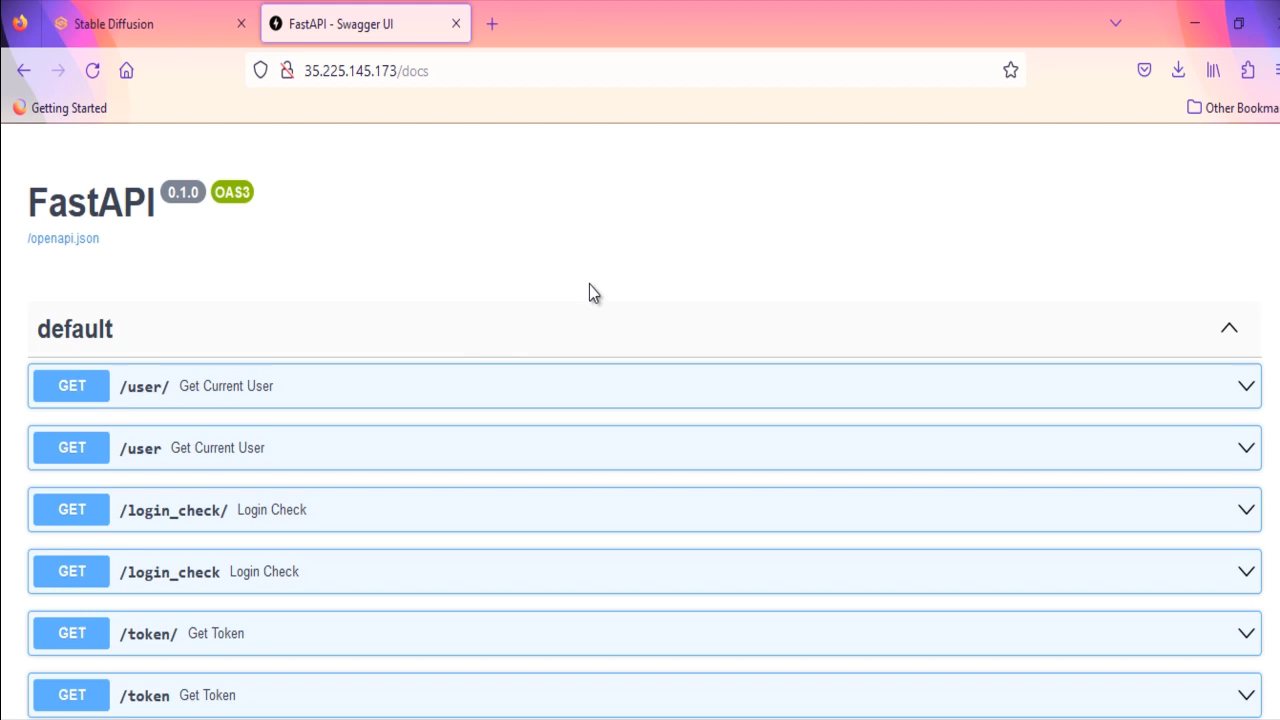 Stable Diffusion
FastAPI - Swagger UI
35.225.145.173/docs
Getting Started
Other Bookma
FastAPI 0.1.0 OAS3
/openapi.json
default
GET /user/ Get Current User
GET /user Get Current User
GET /login_check/ Login Check
GET /login_check Login Check
GET /token/ Get Token
GET /token Get Token